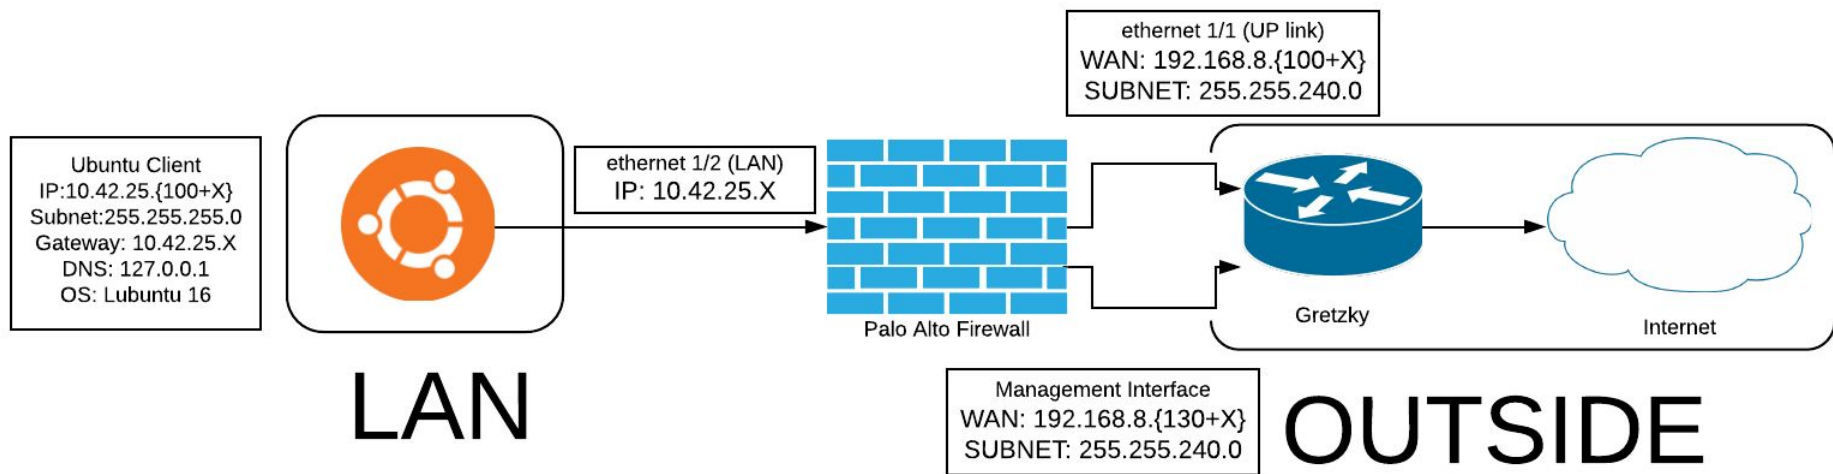 ethernet 1/1 (UP link)
WAN: 192.168.8.{100+X}
SUBNET: 255.255.240.0
Ubuntu Client
IP:10.42.25.{100+X}
Subnet:255.255.255.0
Gateway: 10.42.25.X
DNS: 127.0.0.1
OS: Lubuntu 16
ethernet 1/2 (LAN)
IP: 10.42.25.X
Palo Alto Firewall
Gretzky
Internet
LAN
Management Interface
WAN: 192.168.8.{130+X}
SUBNET: 255.255.240.0
OUTSIDE